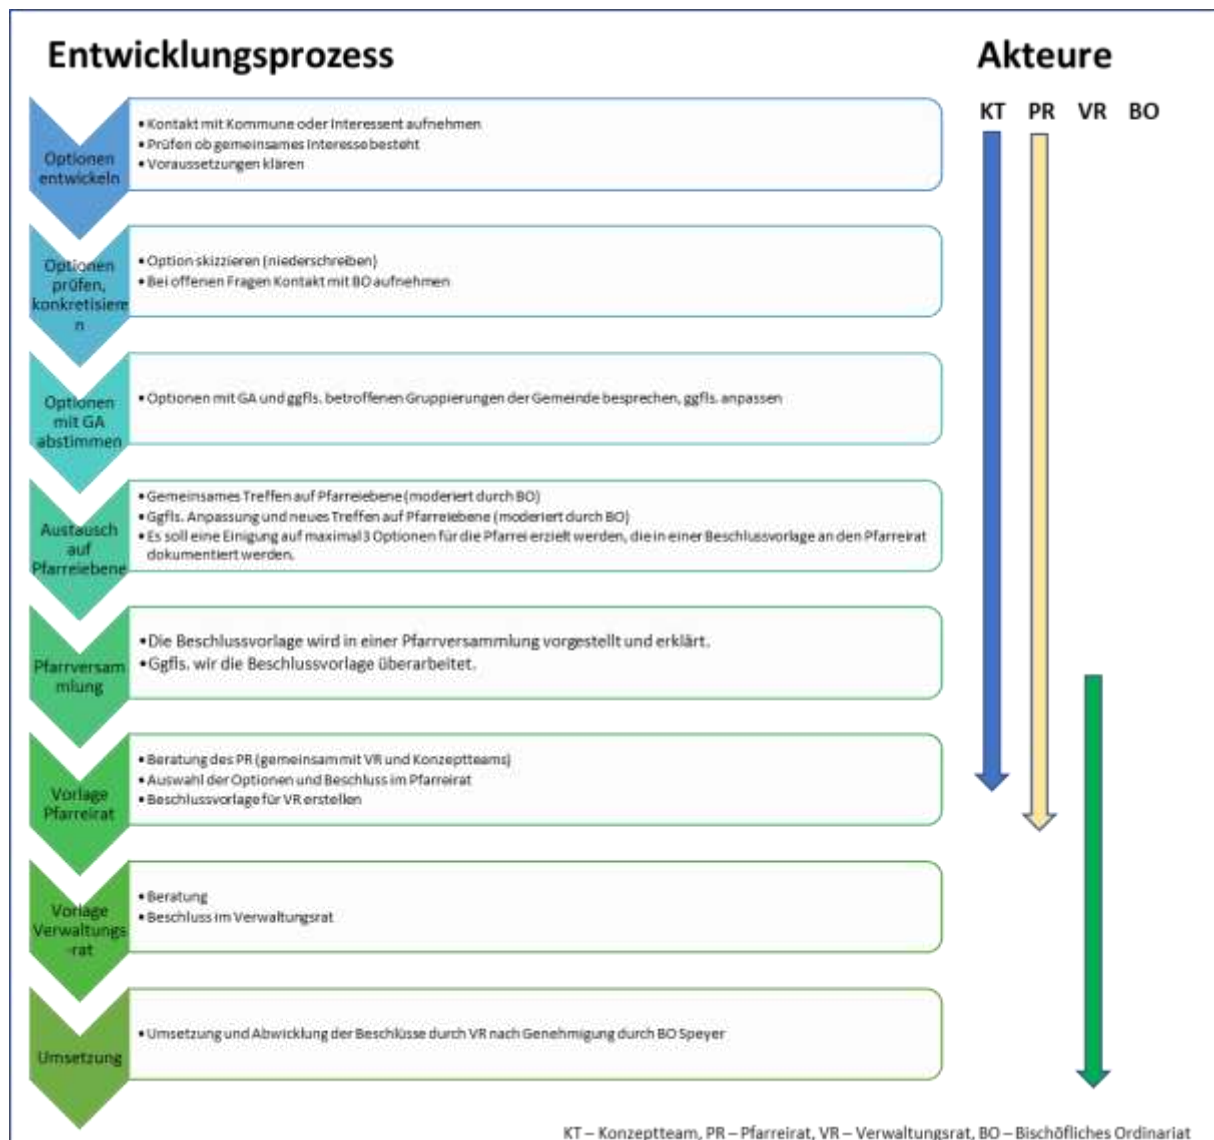 Entwicklungsprozess
Akteure
KT PR VR BO
Optionen
entwickeln
• Kontakt mit Kommune oder Interessent aufnehmen
• Prüfen ob gemeinsames Interesse besteht
• Voraussetzungen klären
Optionen
prüfen,
konkretisiere
n
• Option skizzieren (niederschreiben)
• Bei offenen Fragen Kontakt mit BO aufnehmen
Optionen
mit GA
abstimmen
• Optionen mit GA und ggfls. betroffenen Gruppierungen der Gemeinde besprechen, ggfls. anpassen
Austausch
auf
Pfarreiebene
• Gemeinsames Treffen auf Pfarreiebene (moderiert durch BO)
• Ggfls. Anpassung und neues Treffen auf Pfarreiebene (moderiert durch BO)
• Es soll eine Einigung auf maximal 3 Optionen für die Pfarrei erzielt werden, die in einer Beschlussvorlage an den Pfarreirat
dokumentiert werden.
Pfarrversam
mlung
• Die Beschlussvorlage wird in einer Pfarrversammlung vorgestellt und erklärt.
• Ggfls. wir die Beschlussvorlage überarbeitet.
Vorlage
Pfarreirat
• Beratung des PR (gemeinsam mit VR und Konzeptteams)
• Auswahl der Optionen und Beschluss im Pfarreirat
• Beschlussvorlage für VR erstellen
Vorlage
Verwaltungs
-rat
• Beratung
• Beschluss im Verwaltungsrat
Umsetzung
• Umsetzung und Abwicklung der Beschlüsse durch VR nach Genehmigung durch BO Speyer
KT – Konzeptteam, PR – Pfarreirat, VR – Verwaltungsrat, BO – Bischöfliches Ordinariat